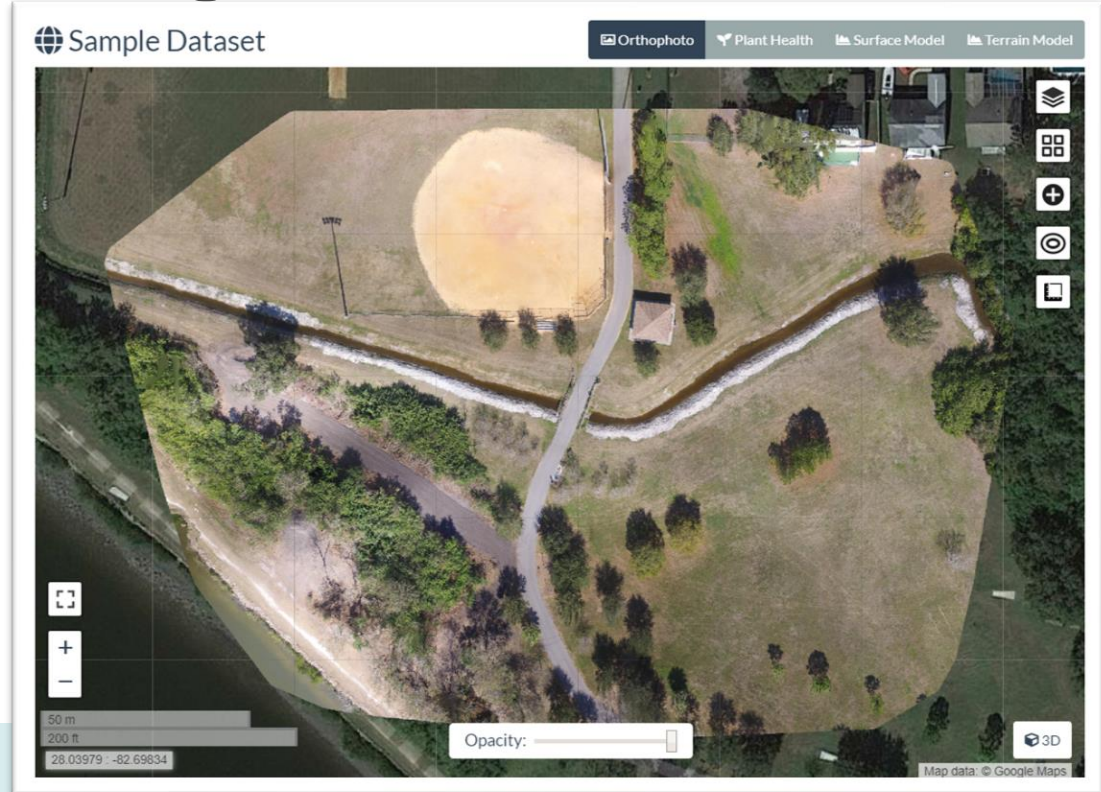 Sample Dataset
Orthophoto
Plant Health
Surface Model
Terrain Model
+
−
50 m
200 ft
28.03979 : -82.69834
Opacity:
3D
Map data: © Google Maps